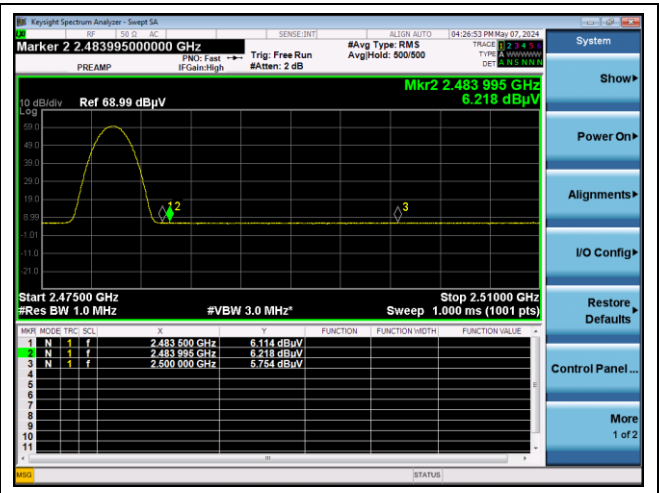 Keysight Spectrum Analyzer - Swept SA
LXI RF 50 Ω AC SENSE:INT ALIGN AUTO 04:26:53 PM May 07, 2024
Marker 2 2.483995000000 GHz
PREAMP
PNO: Fast
IFGain:High
Trig: Free Run
#Atten: 2 dB
#Avg Type: RMS
Avg|Hold: 500/500
TRACE 1 2 3 4 5 6
TYPE A WWWWW
DET A N S N N N
Mkr2 2.483 995 GHz
6.218 dBµV
10 dB/div Ref 68.99 dBµV
Log
59.0
49.0
39.0
29.0
19.0
8.99
-1.01
-11.0
-21.0
1 2 3
Start 2.47500 GHz Stop 2.51000 GHz
#Res BW 1.0 MHz #VBW 3.0 MHz* Sweep 1.000 ms (1001 pts)
MKR MODE TRC SCL X Y FUNCTION FUNCTION WIDTH FUNCTION VALUE
1 N 1 f 2.483 500 GHz 6.114 dBuV
2 N 1 f 2.483 995 GHz 6.218 dBuV
3 N 1 f 2.500 000 GHz 5.754 dBuV
4
5
6
7
8
9
10
11
MSG STATUS
System
Show
Power On
Alignments
I/O Config
Restore
Defaults
Control Panel...
More
1 of 2